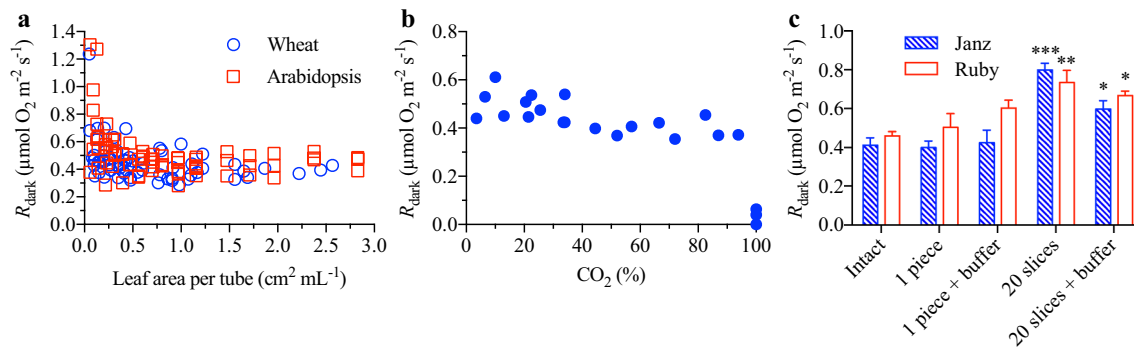 a
R dark (μmol O2 m-2 s-1)
1.4
1.2
1.0
0.8
0.6
0.4
0.2
0.0
0.0 0.5 1.0 1.5 2.0 2.5 3.0
Leaf area per tube (cm2 mL-1)
Wheat
Arabidopsis
b
R dark (μmol O2 m-2 s-1)
0.8
0.6
0.4
0.2
0.0
0 20 40 60 80 100
CO2 (%)
c
R dark (μmol O2 m-2 s-1)
1.0
0.8
0.6
0.4
0.2
0.0
Janz
Ruby
***
**
*
*
Intact
1 piece
1 piece + buffer
20 slices
20 slices + buffer